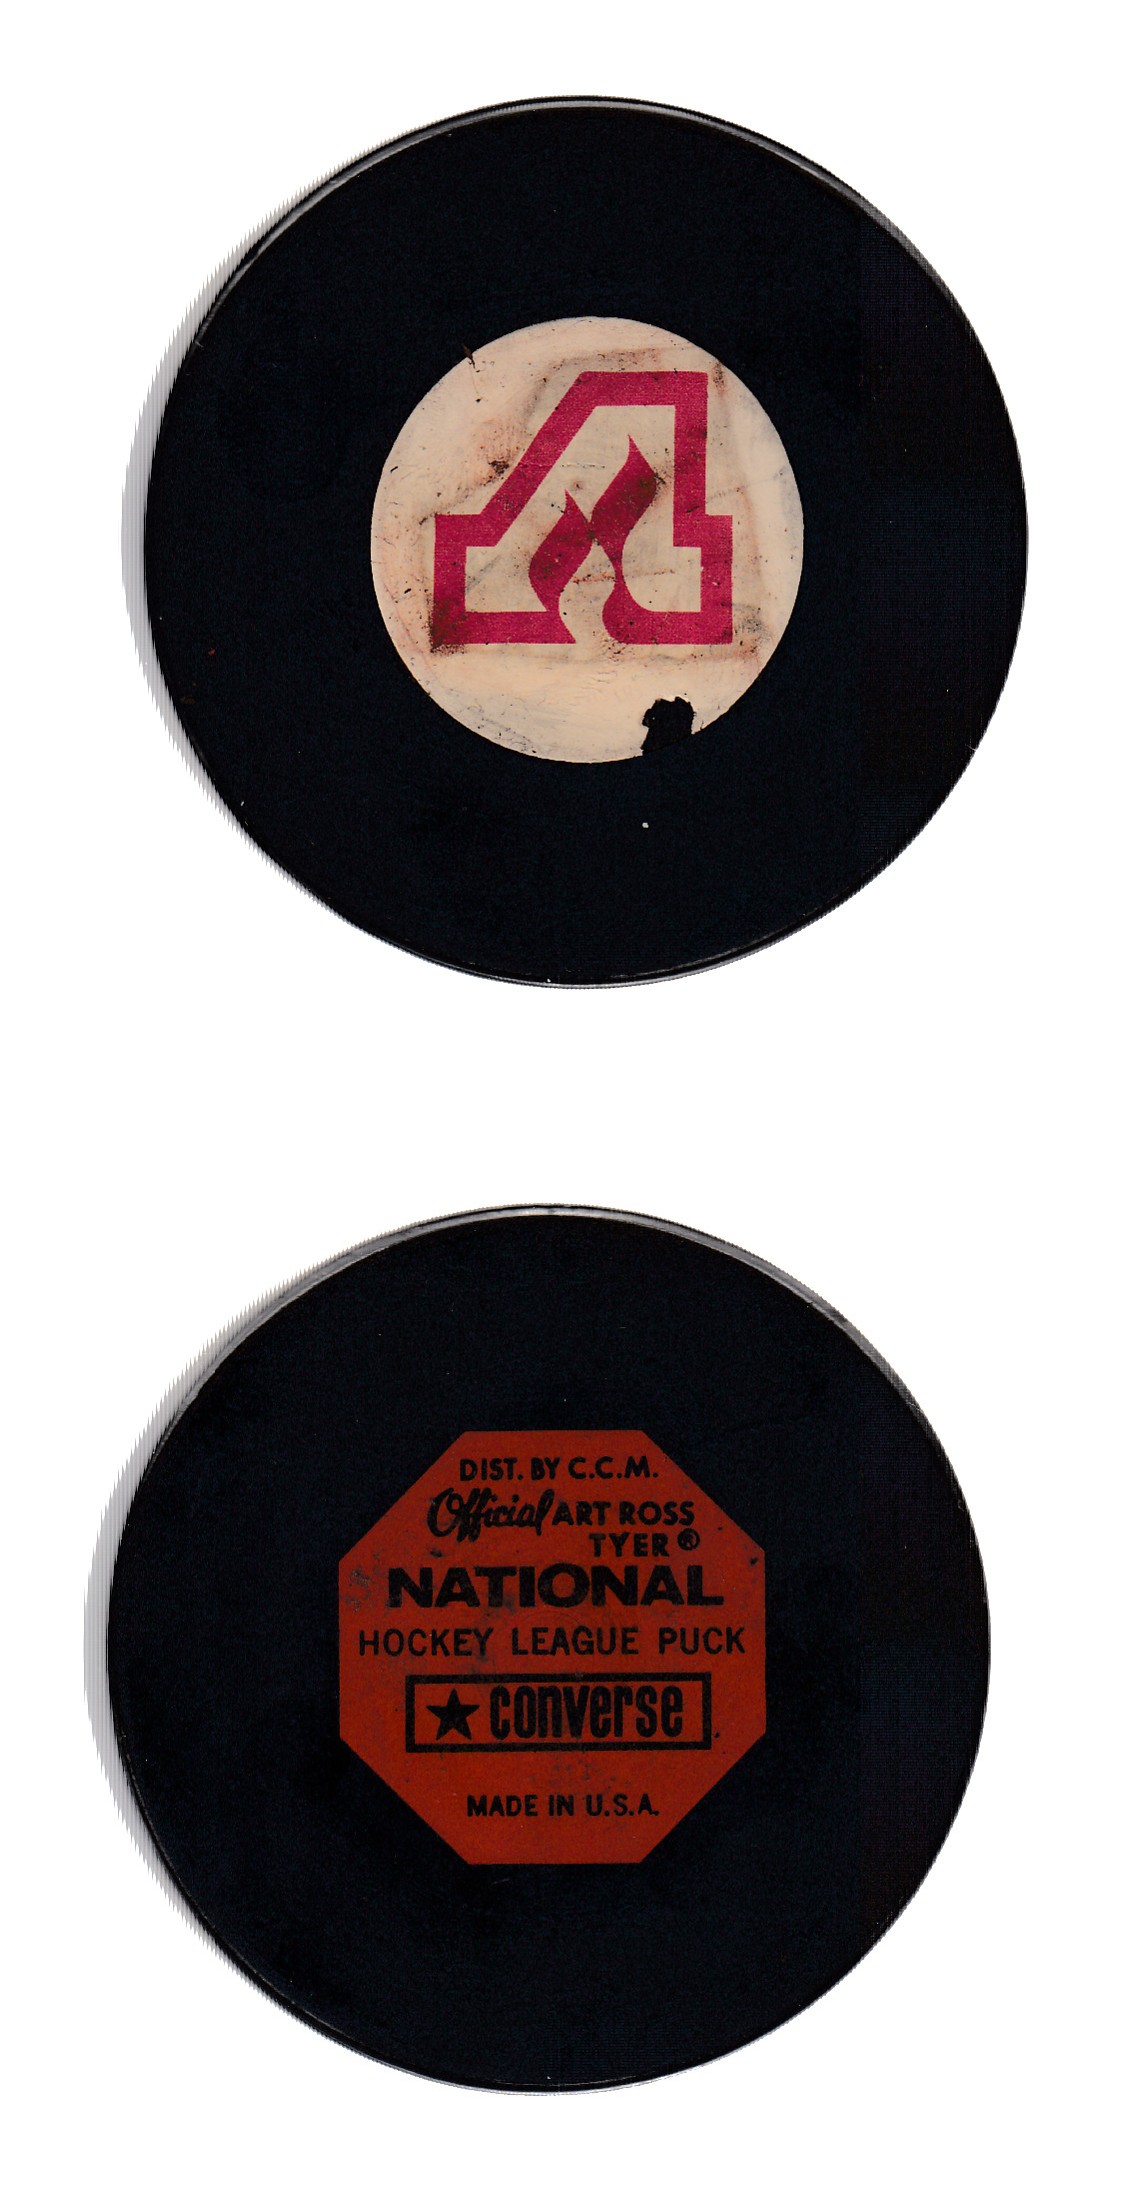 DIST. BY C.C.M.
Official ART ROSS
TYER ®
NATIONAL
HOCKEY LEAGUE PUCK
★ CONVERSE
MADE IN U.S.A.